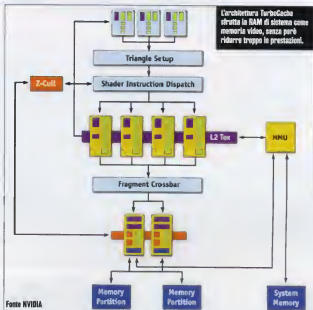 L'architettura TurboCache
sfrutta la RAM di sistema come
memoria video, senza però
ridurre troppo le prestazioni.
Triangle Setup
Z-Cull
Shader Instruction Dispatch
L2 Tex
MMU
Fragment Crossbar
Memory
Partition
Memory
Partition
System
Memory
Fonte NVIDIA